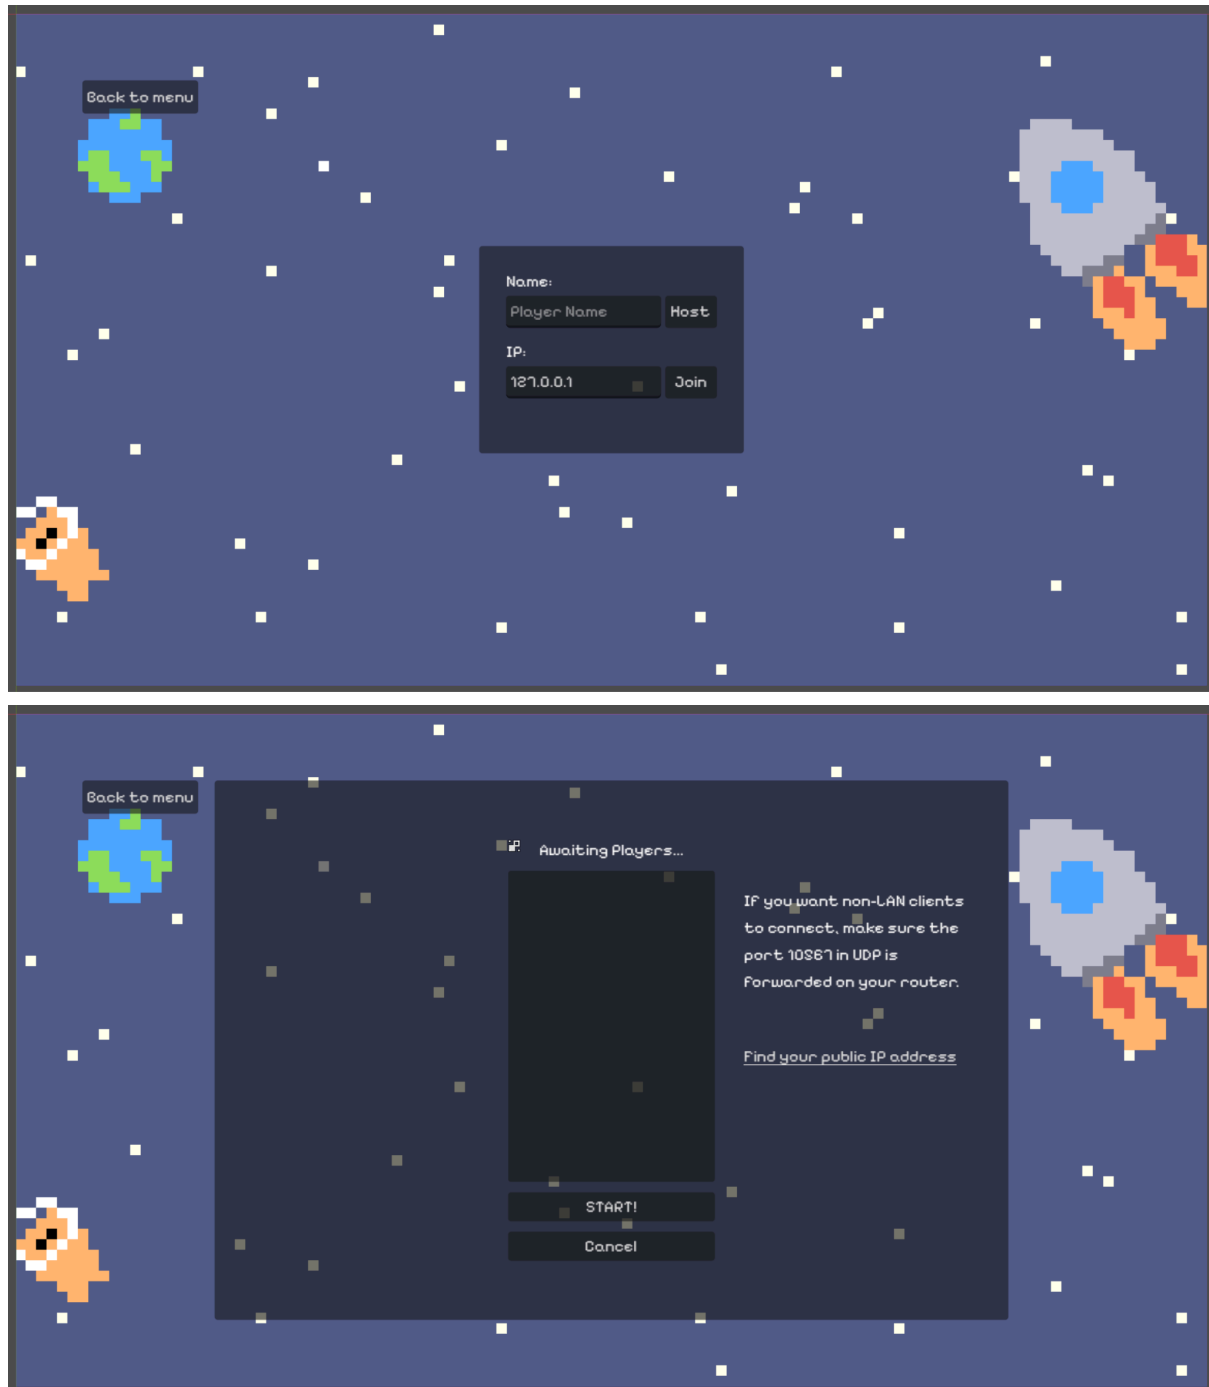 Back to menu
Name:
Player Name
Host
IP:
127.0.0.1
Join
Back to menu
Awaiting Players...
If you want non-LAN clients
to connect, make sure the
port 10567 in UDP is
forwarded on your router.
Find your public IP address
START!
Cancel